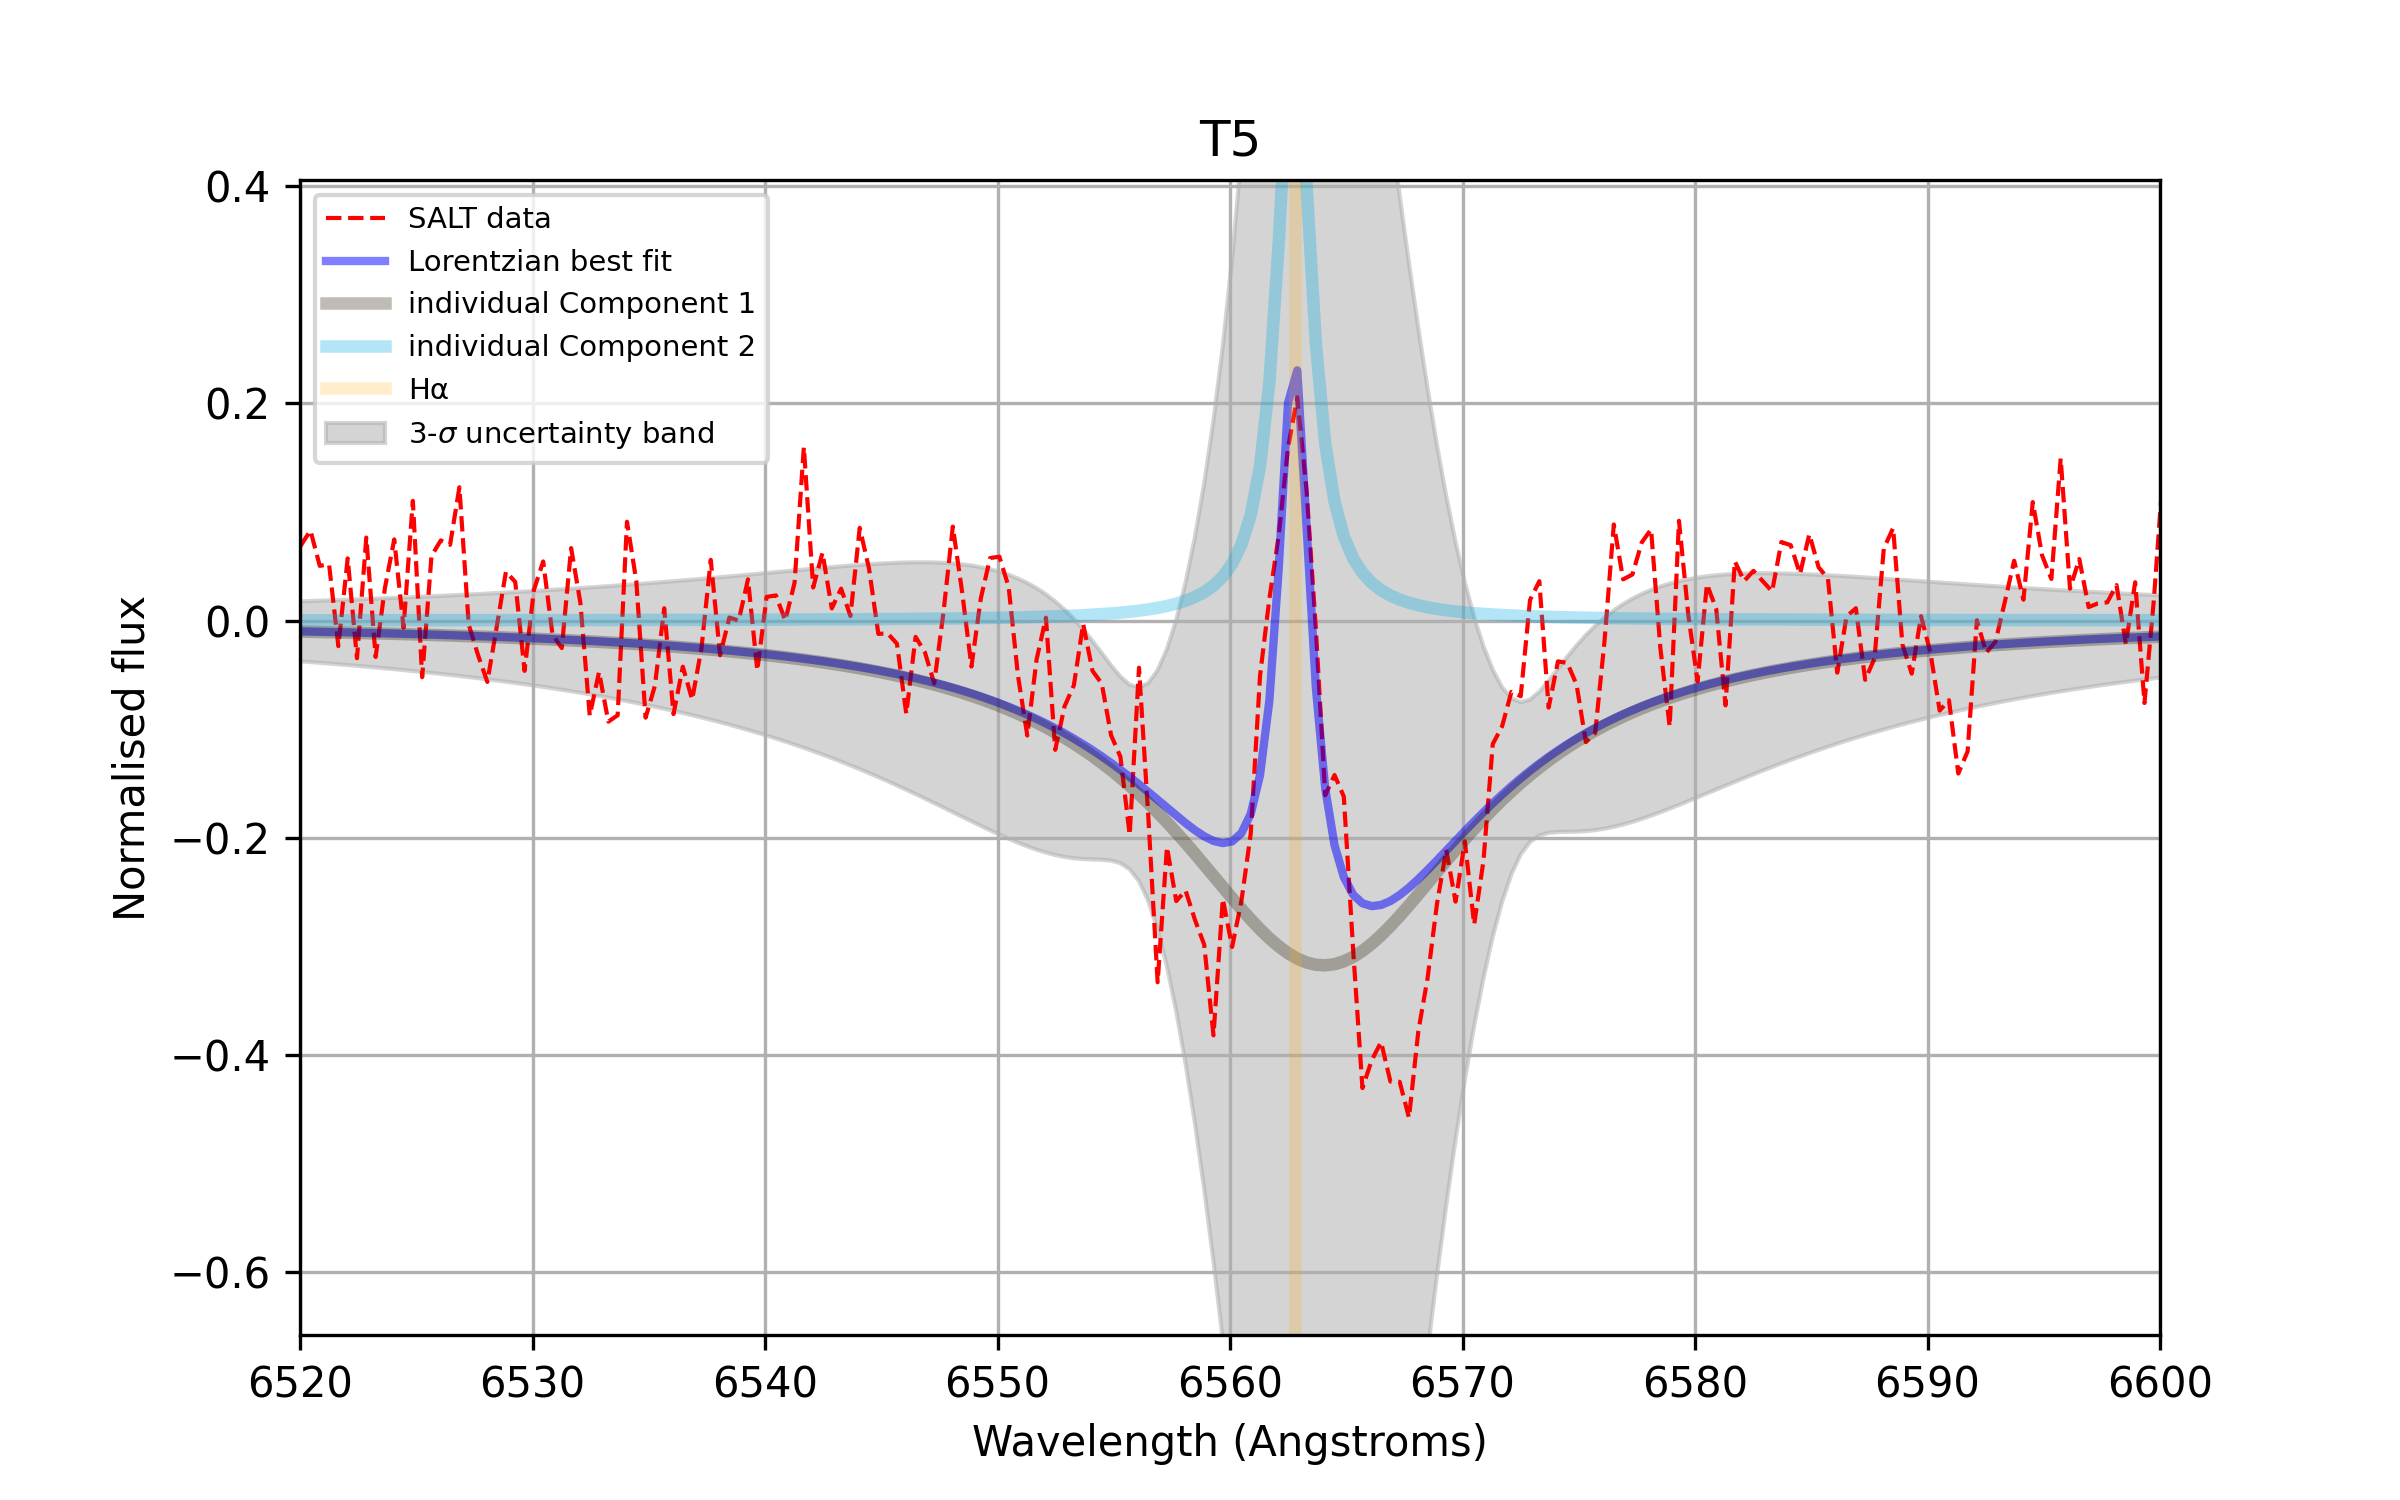 T5
0.4
0.2
0.0
−0.2
−0.4
−0.6
Normalised flux
SALT data
Lorentzian best fit
individual Component 1
individual Component 2
Hα
3-σ uncertainty band
6520 6530 6540 6550 6560 6570 6580 6590 6600
Wavelength (Angstroms)